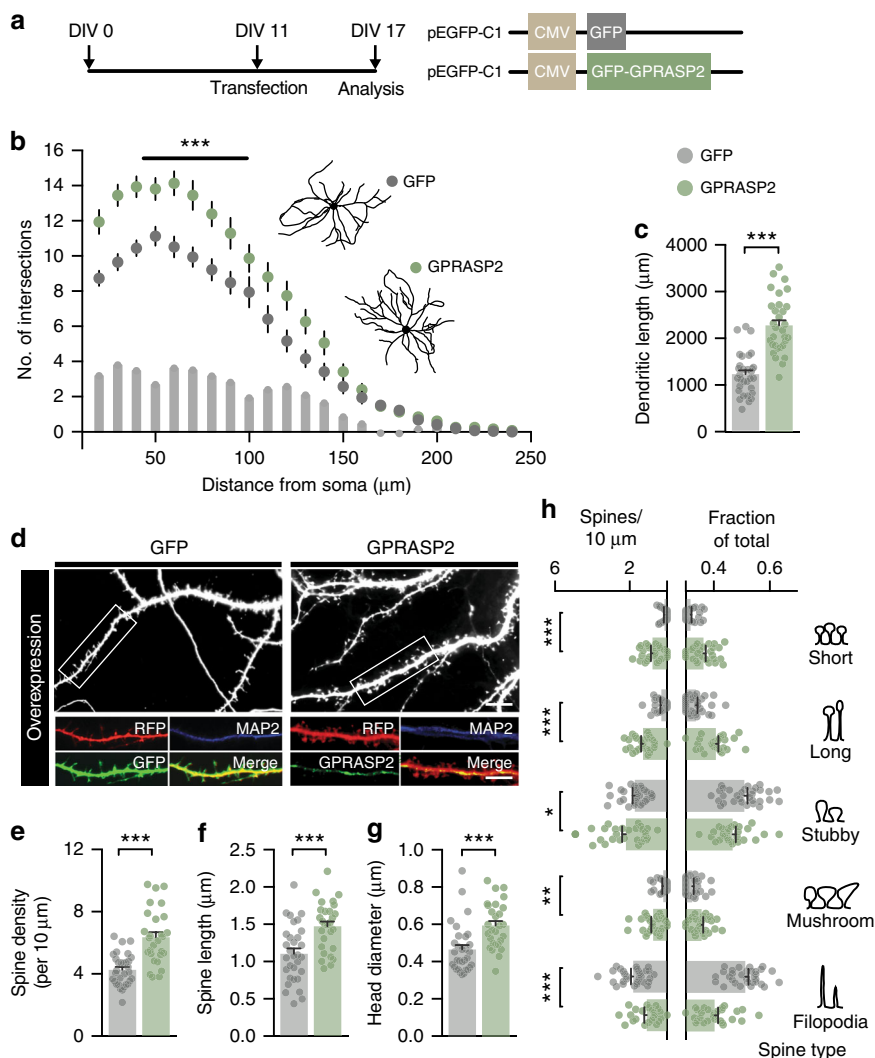 a
DIV 0
DIV 11
DIV 17
Transfection
Analysis
pEGFP-C1
CMV
GFP
pEGFP-C1
CMV
GFP-GPRASP2
b
***
No. of intersections
16
14
12
10
8
6
4
2
0
50
100
150
200
250
Distance from soma (μm)
GFP
GPRASP2
GFP
GPRASP2
c
***
Dendritic length (μm)
4000
3000
2000
1000
0
d
GFP
GPRASP2
Overexpression
RFP
MAP2
GFP
Merge
RFP
MAP2
GPRASP2
Merge
e
***
Spine density
(per 10 μm)
12
8
4
0
f
***
Spine length (μm)
2.5
2.0
1.5
1.0
0.5
0
g
***
Head diameter (μm)
1.0
0.8
0.6
0.4
0.2
0
h
Spines/
10 μm
Fraction
of total
6
2
0.4
0.6
***
Short
***
Long
*
Stubby
**
Mushroom
***
Filopodia
Spine type